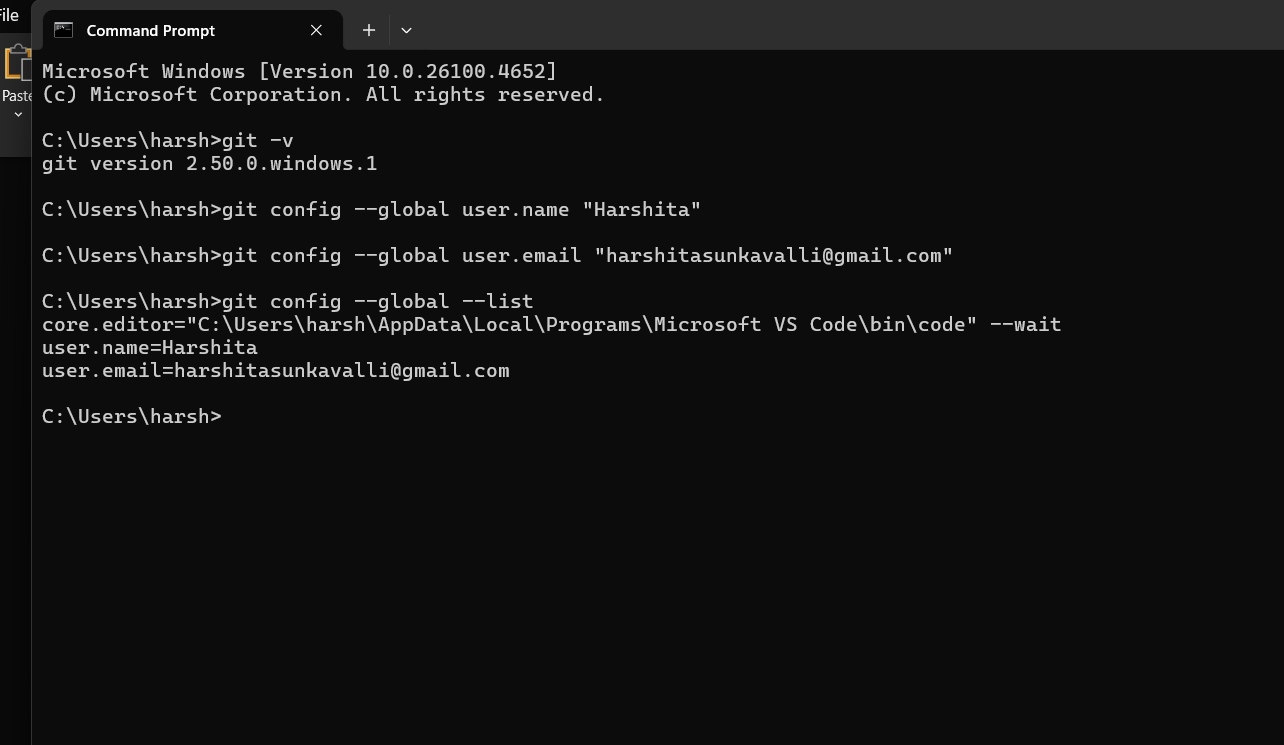 File
Command Prompt
Paste
Microsoft Windows [Version 10.0.26100.4652]
(c) Microsoft Corporation. All rights reserved.
C:\Users\harsh>git -v
git version 2.50.0.windows.1
C:\Users\harsh>git config --global user.name "Harshita"
C:\Users\harsh>git config --global user.email "harshitasunkavalli@gmail.com"
C:\Users\harsh>git config --global --list
core.editor="C:\Users\harsh\AppData\Local\Programs\Microsoft VS Code\bin\code" --wait
user.name=Harshita
user.email=harshitasunkavalli@gmail.com
C:\Users\harsh>